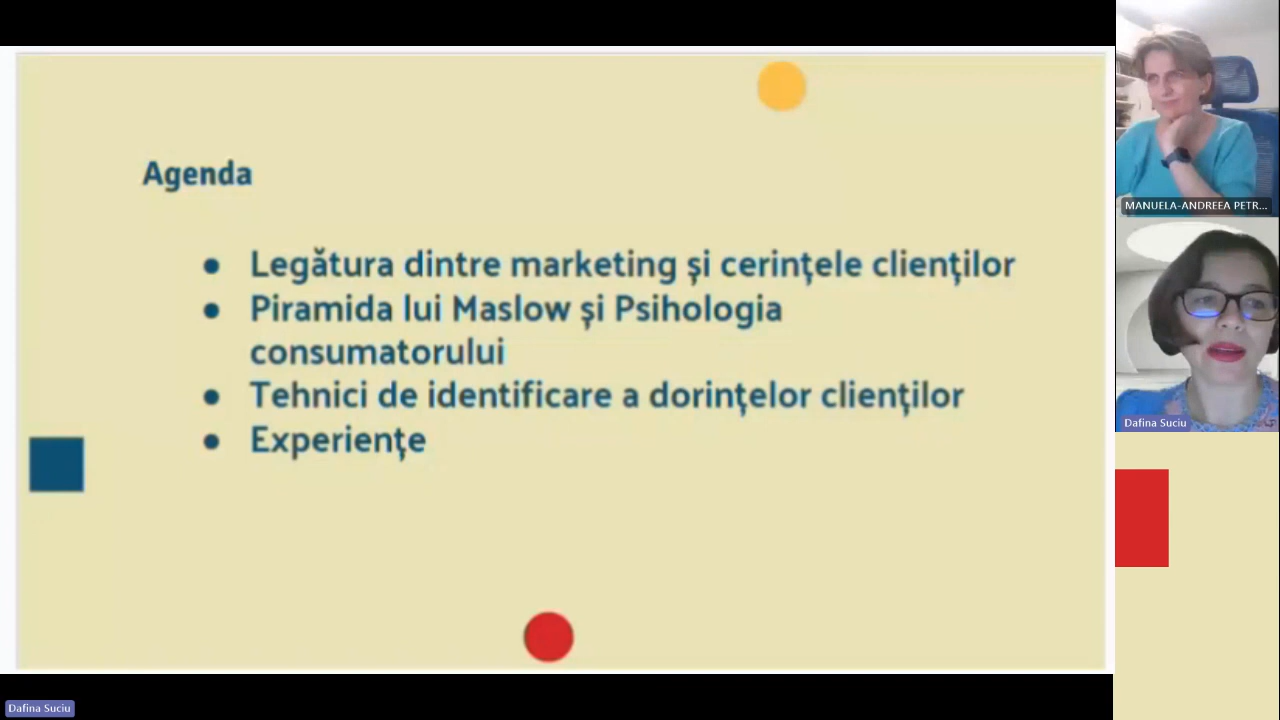 Agenda
● Legătura dintre marketing și cerințele clienților
● Piramida lui Maslow și Psihologia
consumatorului
● Tehnici de identificare a dorințelor clienților
● Experiențe
MANUELA-ANDREEA PETR...
Dafina Suciu
Dafina Suciu